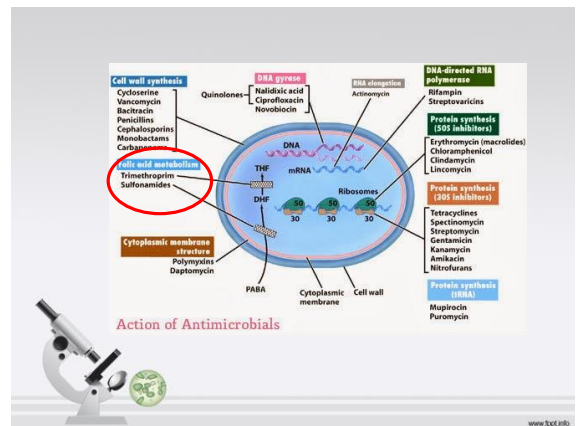 Cell wall synthesis
Cycloserine
Vancomycin
Bacitracin
Penicillins
Cephalosporins
Monobactams
Carbapenems
Folic acid metabolism
Trimethroprim
Sulfonamides
Cytoplasmic membrane
structure
Polymyxins
Daptomycin
DNA gyrase
Quinolones
Nalidixic acid
Ciprofloxacin
Novobiocin
RNA elongation
Actinomycin
DNA-directed RNA
polymerase
Rifampin
Streptovaricins
Protein synthesis
(50S inhibitors)
Erythromycin (macrolides)
Chloramphenicol
Clindamycin
Lincomycin
Protein synthesis
(30S inhibitors)
Tetracyclines
Spectinomycin
Streptomycin
Gentamicin
Kanamycin
Amikacin
Nitrofurans
Protein synthesis
(tRNA)
Mupirocin
Puromycin
DNA
THF
mRNA
DHF
Ribosomes
50 50 50
30 30 30
PABA
Cytoplasmic
membrane
Cell wall
Action of Antimicrobials
www.fppt.info